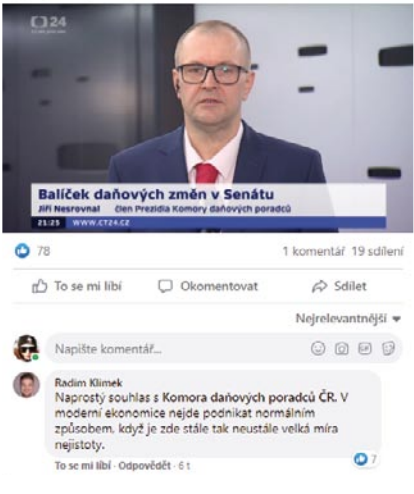 24
Balíček daňových změn v Senátu
Jiří Nesrovnal člen Prezidia Komory daňových poradců
21:25 WWW.CT24.CZ
78 1 komentář 19 sdílení
To se mi líbí Okomentovat Sdílet
Nejrelevantnější
Napište komentář...
GIF
Radim Klimek
Naprostý souhlas s Komora daňových poradců ČR. V
moderní ekonomice nejde podnikat normálním
způsobem, když je zde stále tak neustále velká míra
nejistoty.
To se mi líbí · Odpovědět · 6 t
7